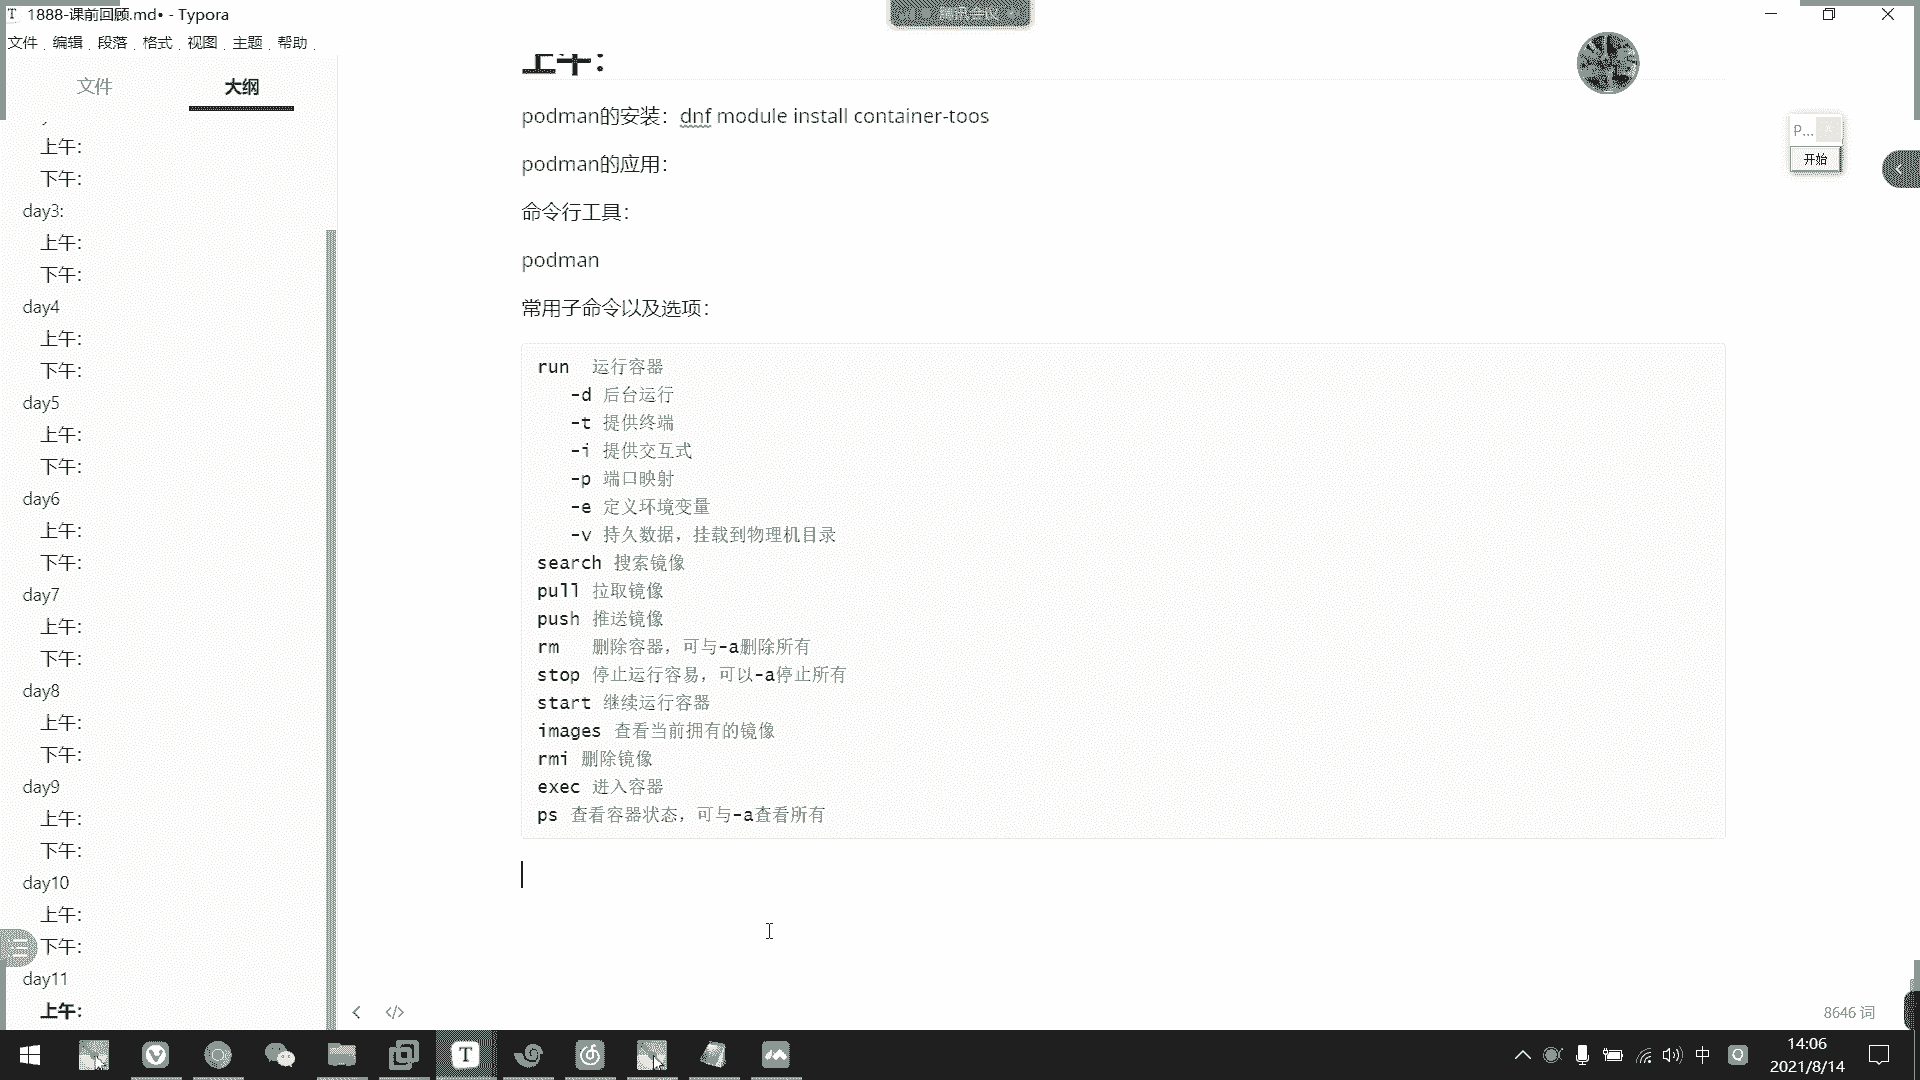 1888-课前回顾.md• - Typora
腾讯会议
文件 编辑 段落 格式 视图 主题 帮助
文件 大纲
上午:
下午:
day3:
上午:
下午:
day4
上午:
下午:
day5
上午:
下午:
day6
上午:
下午:
day7
上午:
下午:
day8
上午:
下午:
day9
上午:
下午:
day10
上午:
下午:
day11
上午:
上午:
podman的安装：dnf module install container-toos
podman的应用：
命令行工具：
podman
常用子命令以及选项：
run 运行容器
-d 后台运行
-t 提供终端
-i 提供交互式
-p 端口映射
-e 定义环境变量
-v 持久数据，挂载到物理机目录
search 搜索镜像
pull 拉取镜像
push 推送镜像
rm 删除容器，可与-a删除所有
stop 停止运行容易，可以-a停止所有
start 继续运行容器
images 查看当前拥有的镜像
rmi 删除镜像
exec 进入容器
ps 查看容器状态，可与-a查看所有
P...
开始
8646 词
中
14:06
2021/8/14